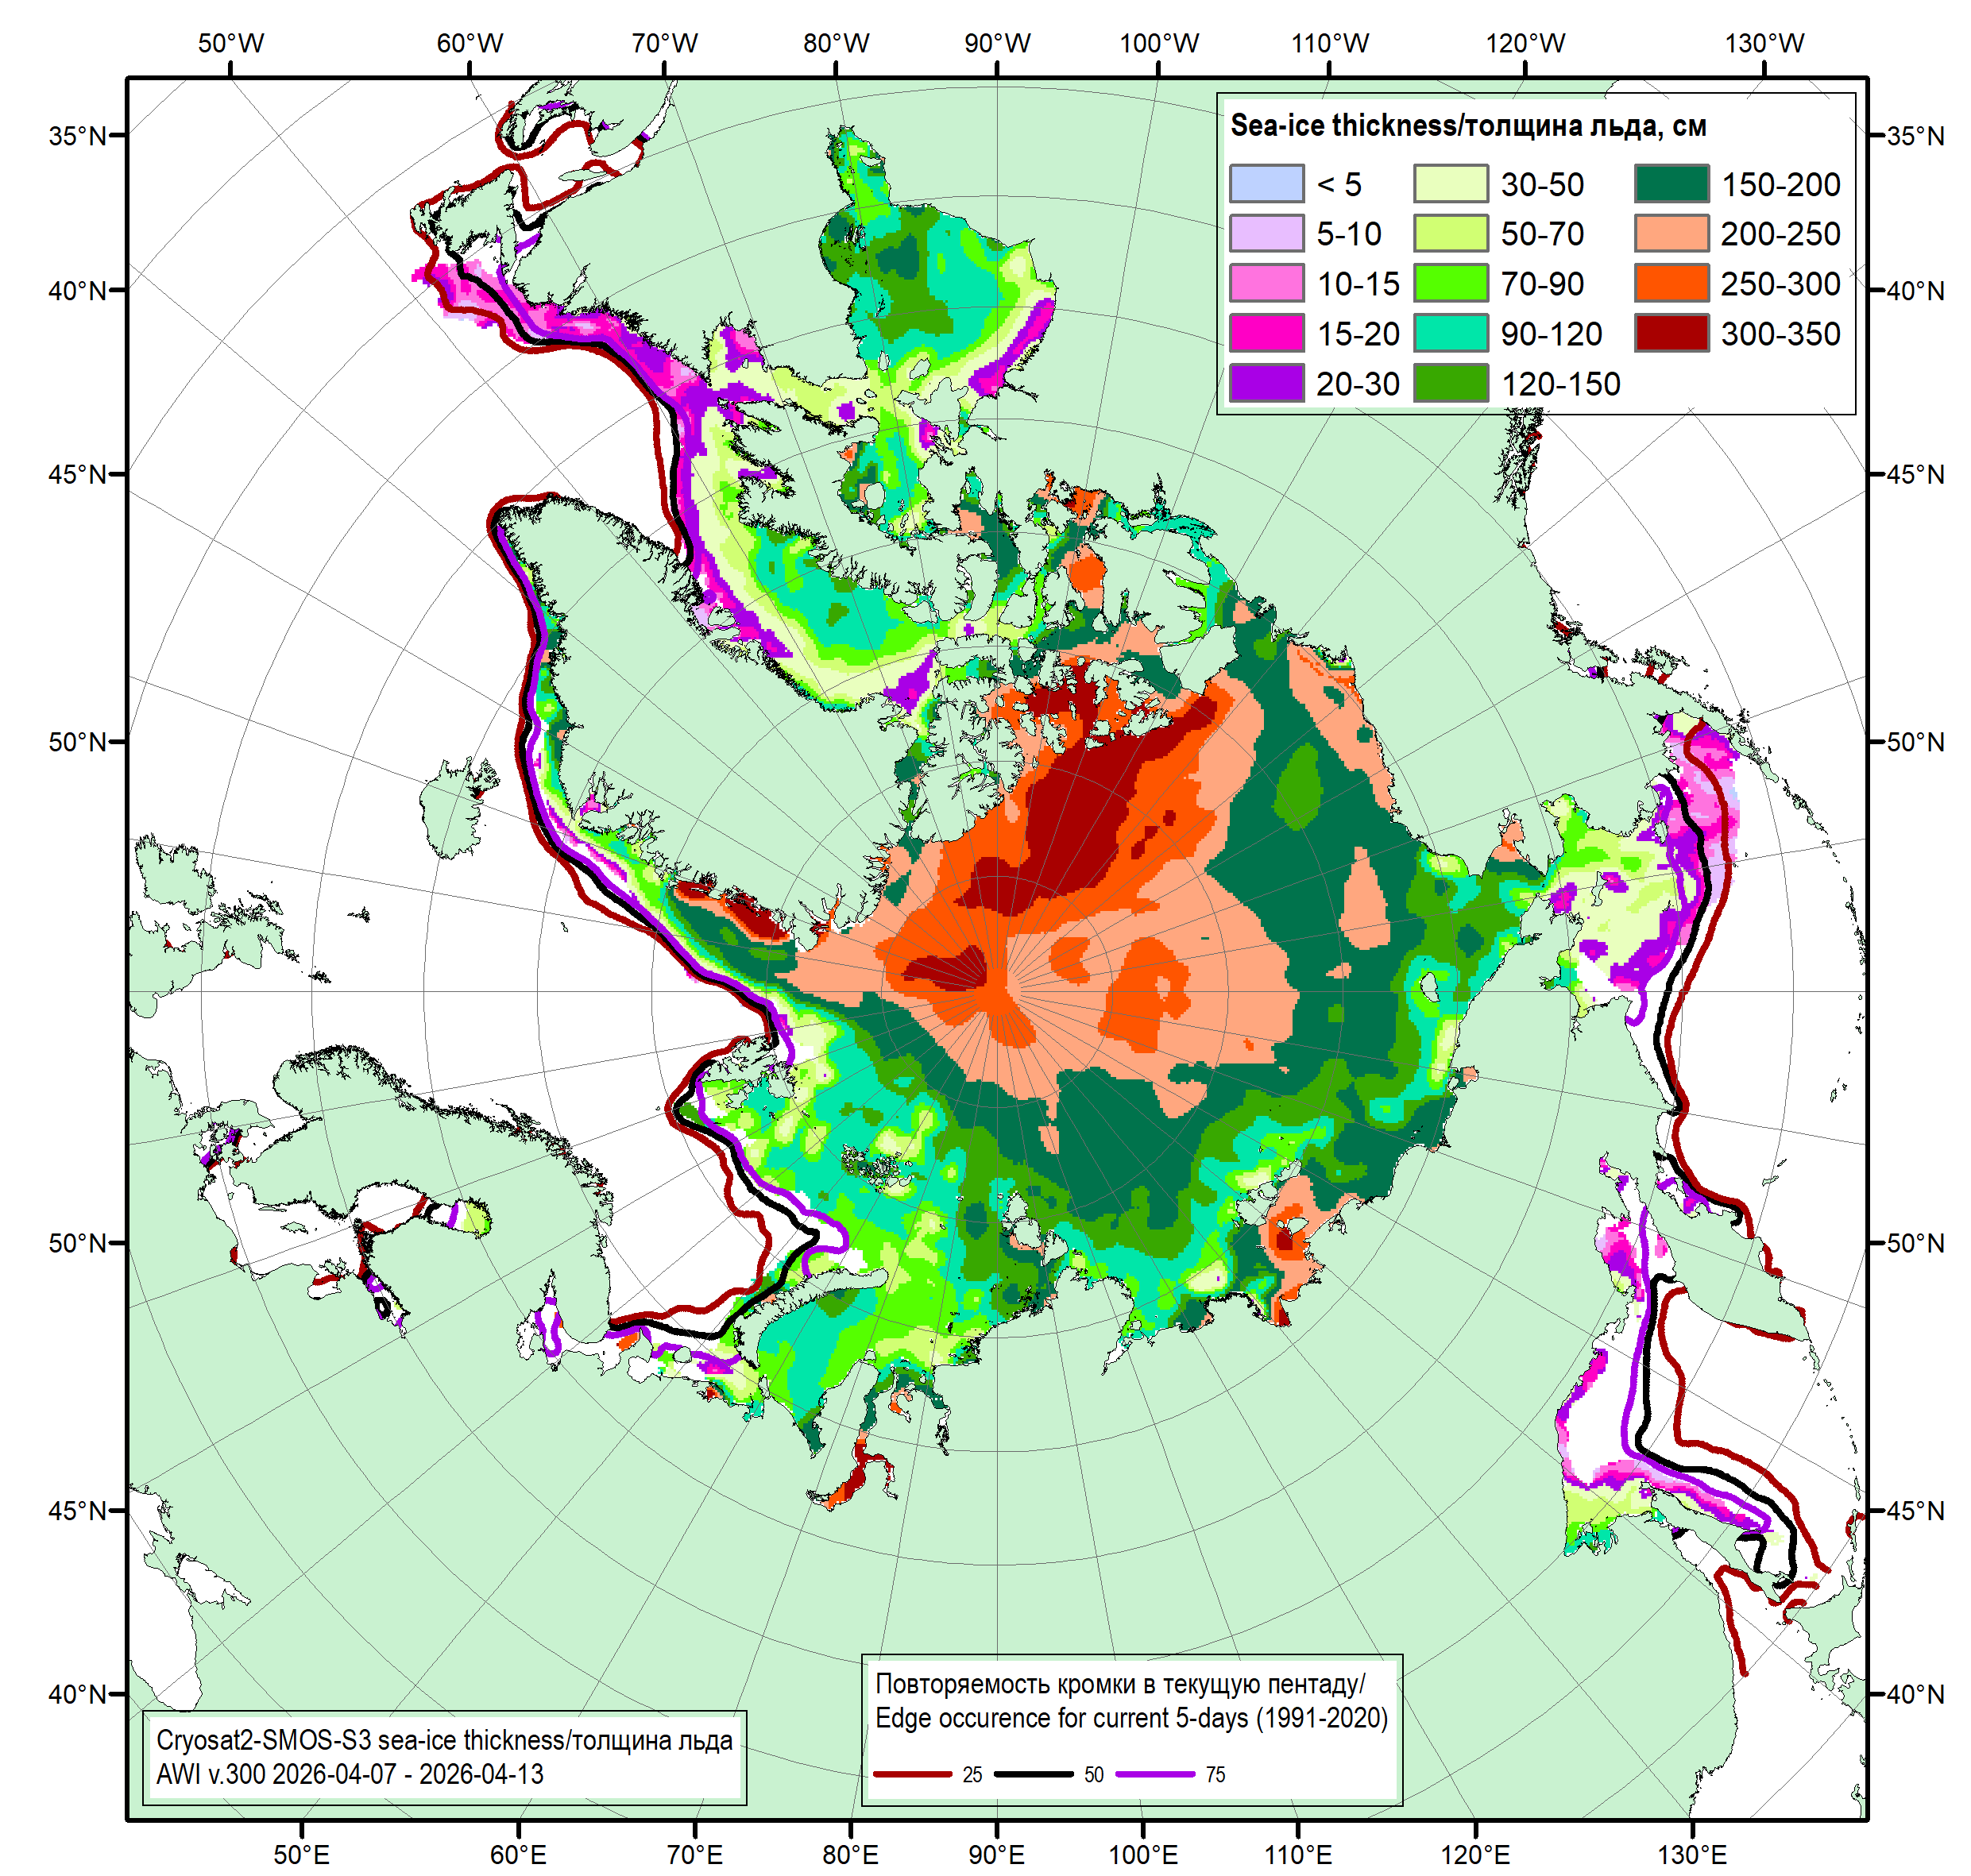 50°W 60°W 70°W 80°W 90°W 100°W 110°W 120°W 130°W
35°N 35°N
Sea-ice thickness/толщина льда, см
< 5 30-50 150-200
5-10 50-70 200-250
10-15 70-90 250-300
15-20 90-120 300-350
20-30 120-150
40°N 40°N
45°N 45°N
50°N 50°N
50°N 50°N
45°N 45°N
40°N 40°N
Повторяемость кромки в текущую пентаду/
Edge occurence for current 5-days (1991-2020)
25 50 75
Cryosat2-SMOS-S3 sea-ice thickness/толщина льда
AWI v.300 2026-04-07 - 2026-04-13
50°E 60°E 70°E 80°E 90°E 100°E 110°E 120°E 130°E